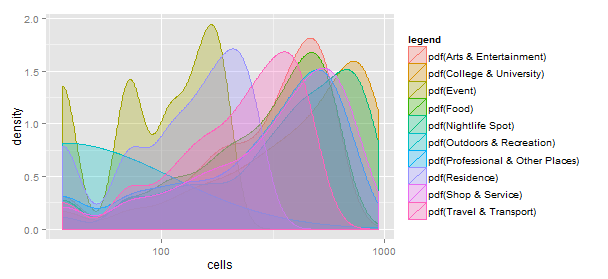 2.0
1.5
1.0
0.5
0.0
density
100
1000
cells
legend
pdf(Arts & Entertainment)
pdf(College & University)
pdf(Event)
pdf(Food)
pdf(Nightlife Spot)
pdf(Outdoors & Recreation)
pdf(Professional & Other Places)
pdf(Residence)
pdf(Shop & Service)
pdf(Travel & Transport)